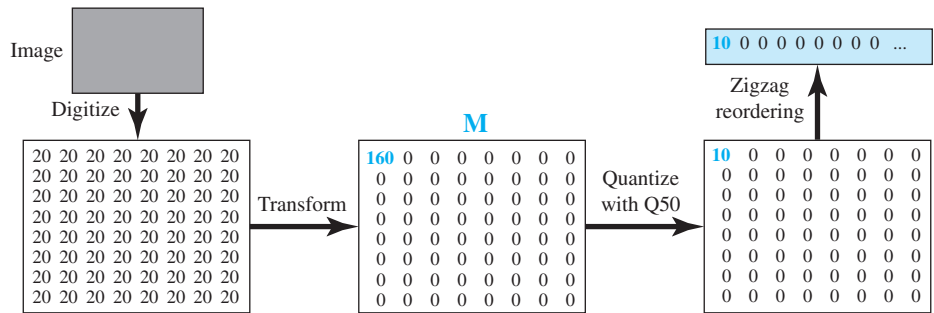 Image
Digitize
20 20 20 20 20 20 20 20
20 20 20 20 20 20 20 20
20 20 20 20 20 20 20 20
20 20 20 20 20 20 20 20
20 20 20 20 20 20 20 20
20 20 20 20 20 20 20 20
20 20 20 20 20 20 20 20
20 20 20 20 20 20 20 20
Transform
M
160 0 0 0 0 0 0 0
0 0 0 0 0 0 0 0
0 0 0 0 0 0 0 0
0 0 0 0 0 0 0 0
0 0 0 0 0 0 0 0
0 0 0 0 0 0 0 0
0 0 0 0 0 0 0 0
0 0 0 0 0 0 0 0
Quantize
with Q50
10 0 0 0 0 0 0 0
0 0 0 0 0 0 0 0
0 0 0 0 0 0 0 0
0 0 0 0 0 0 0 0
0 0 0 0 0 0 0 0
0 0 0 0 0 0 0 0
0 0 0 0 0 0 0 0
0 0 0 0 0 0 0 0
Zigzag
reordering
10 0 0 0 0 0 0 0 0 ...